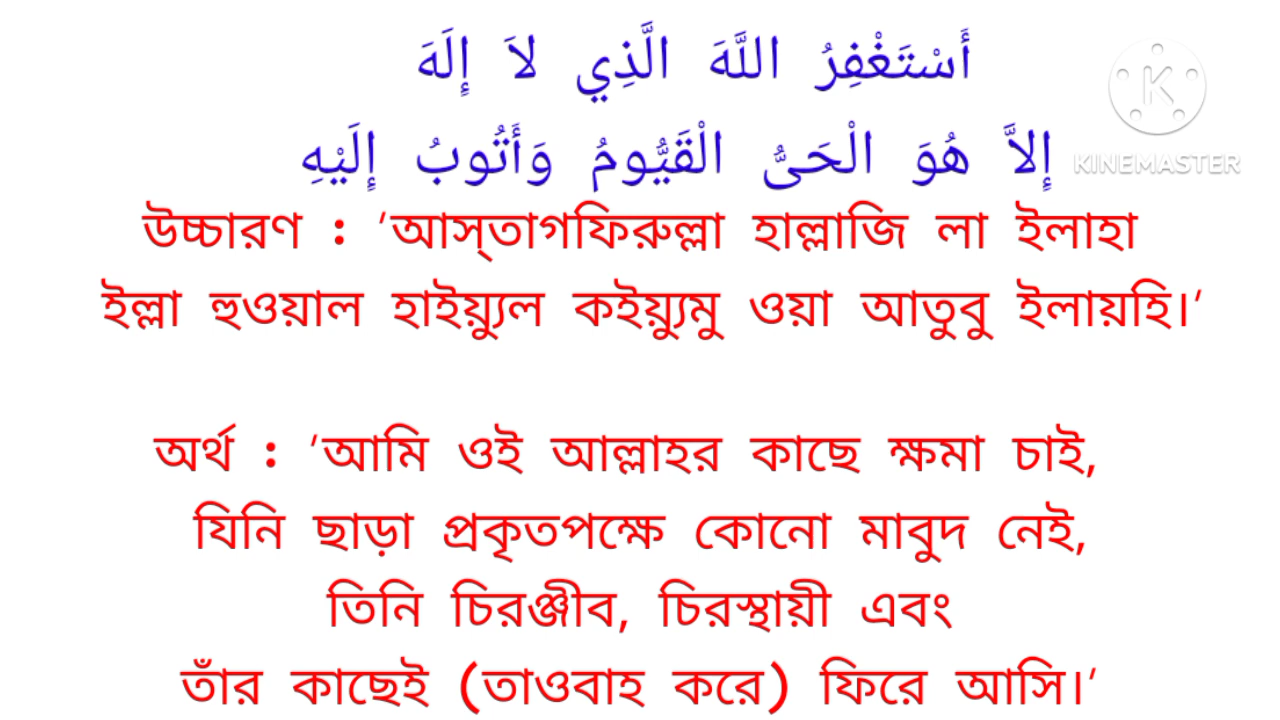 أَسْتَغْفِرُ اللَّهَ الَّذِي لاَ إِلَهَ
إِلاَّ هُوَ الْحَىُّ الْقَيُّومُ وَأَتُوبُ إِلَيْهِ
KINEMASTER
উচ্চারণ : ‘আস্‌তাগফিরুল্লা হাল্লাজি লা ইলাহা
ইল্লা হুওয়াল হাইয়্যুল কইয়্যুমু ওয়া আতুবু ইলায়হি।‘
অর্থ : ‘আমি ওই আল্লাহর কাছে ক্ষমা চাই,
যিনি ছাড়া প্রকৃতপক্ষে কোনো মাবুদ নেই,
তিনি চিরঞ্জীব, চিরস্থায়ী এবং
তাঁর কাছেই (তাওবাহ করে) ফিরে আসি।‘